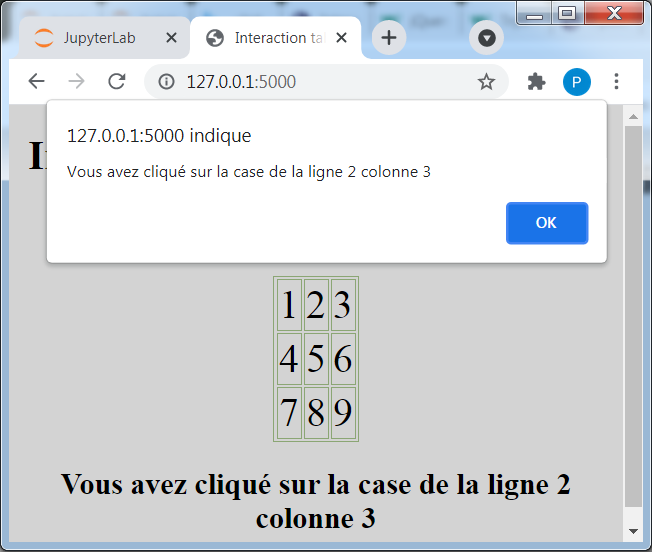 JupyterLab
Interaction ta
127.0.0.1:5000
P
127.0.0.1:5000 indique
Vous avez cliqué sur la case de la ligne 2 colonne 3
OK
1 2 3
4 5 6
7 8 9
Vous avez cliqué sur la case de la ligne 2
colonne 3